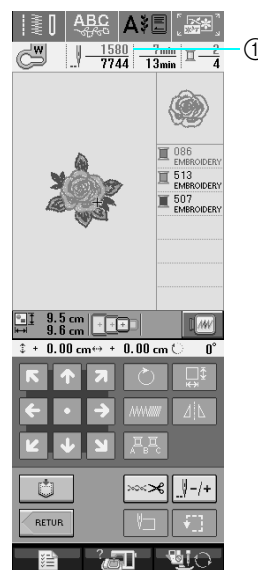 ABC A
W 1580 7min 2 ①
7744 13min 4
086
EMBROIDERY
513
EMBROIDERY
507
EMBROIDERY
9.5 cm
9.6 cm
+ 0.00 cm + 0.00 cm 0°
A B C
-/+
RETUR
?